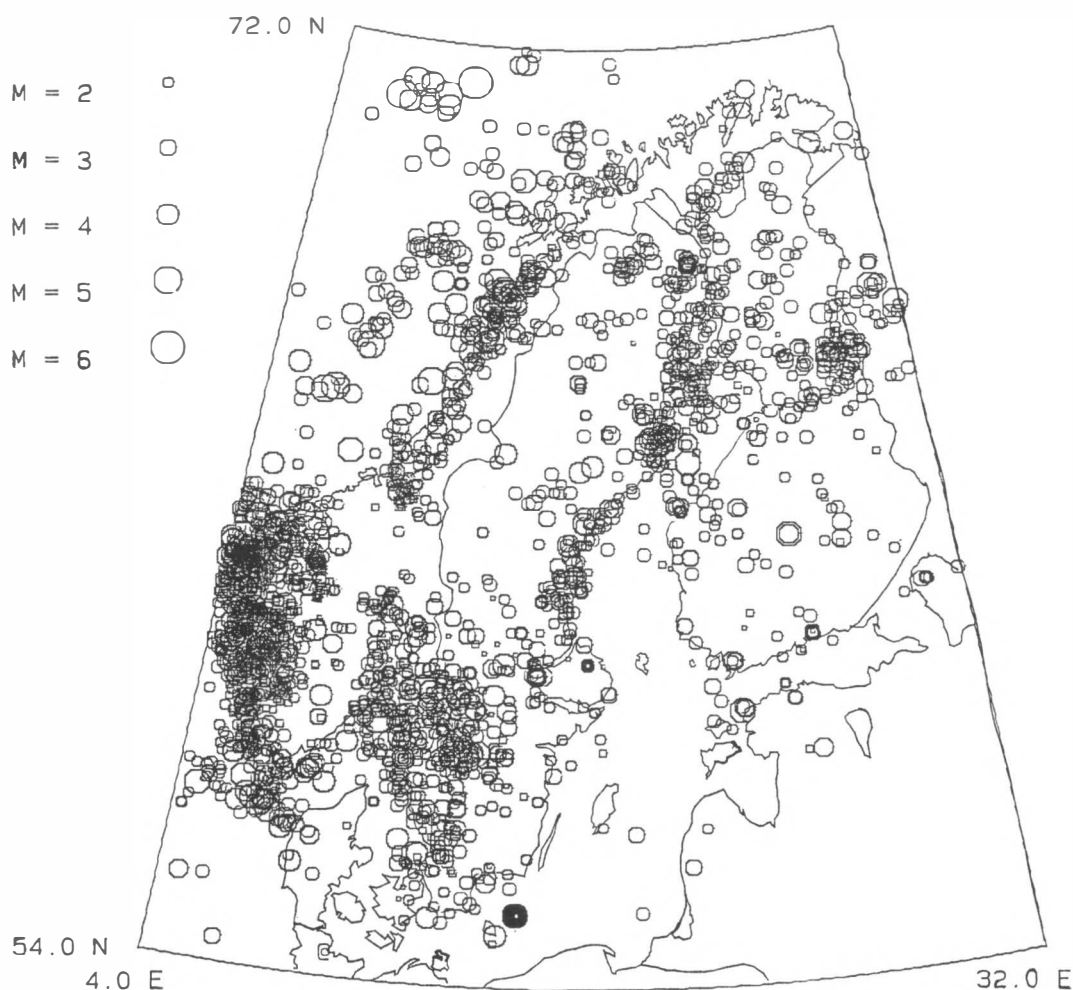 72.0 N
M = 2
M = 3
M = 4
M = 5
M = 6
54.0 N
4.0 E
32.0 E